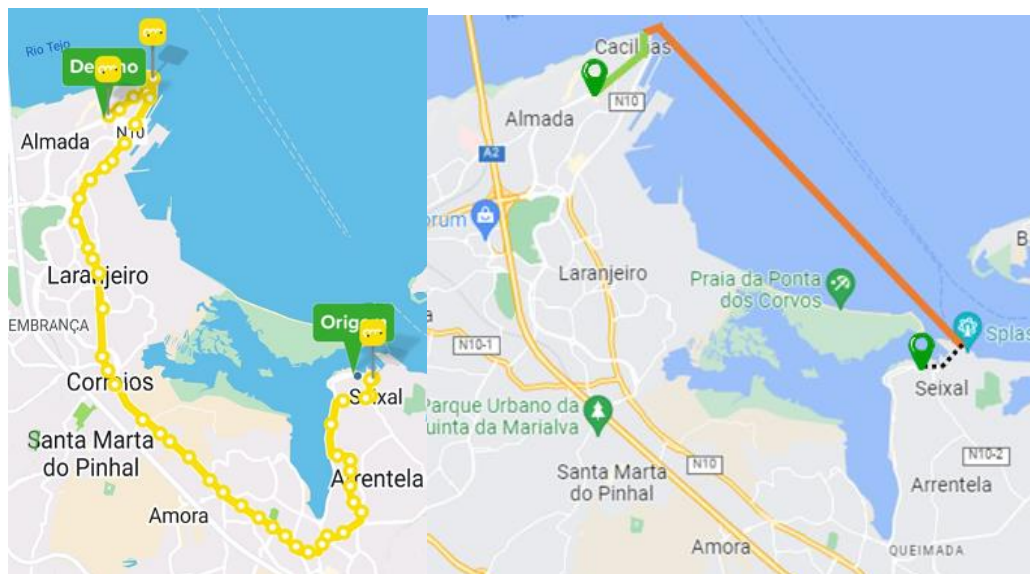 Rio Tejo
Almada
N10
Laranjeiro
EMBRANÇA
Origem
Correios
Seixal
Santa Marta
do Pinhal
Arrentela
Amora
Cacilhas
N10
Almada
A2
orum
Laranjeiro
Praia da Ponta
dos Corvos
B
a
N10-1
Splas
Seixal
Parque Urbano da
uinta da Marialva
N10
N10-2
Santa Marta
do Pinhal
Arrentela
Amora
QUEIMADA